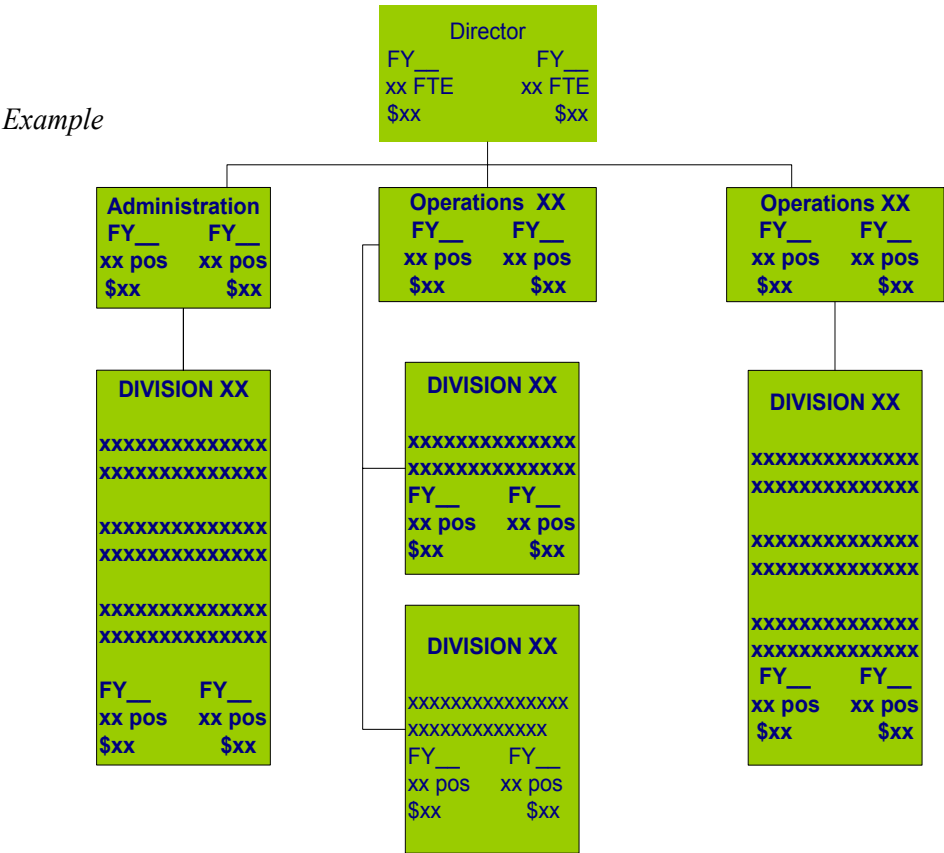 Director
FY__ FY__
xx FTE xx FTE
$xx $xx
Example
Administration
FY__ FY__
xx pos xx pos
$xx $xx
Operations XX
FY__ FY__
xx pos xx pos
$xx $xx
Operations XX
FY__ FY__
xx pos xx pos
$xx $xx
DIVISION XX
xxxxxxxxxxxxxx
xxxxxxxxxxxxxx
xxxxxxxxxxxxxx
xxxxxxxxxxxxxx
xxxxxxxxxxxxxx
xxxxxxxxxxxxxx
FY__ FY__
xx pos xx pos
$xx $xx
DIVISION XX
xxxxxxxxxxxxxx
xxxxxxxxxxxxxx
FY__ FY__
xx pos xx pos
$xx $xx
DIVISION XX
xxxxxxxxxxxxxxx
xxxxxxxxxxxxx
FY__ FY__
xx pos xx pos
$xx $xx
DIVISION XX
xxxxxxxxxxxxxx
xxxxxxxxxxxxxx
xxxxxxxxxxxxxx
xxxxxxxxxxxxxx
xxxxxxxxxxxxxx
xxxxxxxxxxxxxx
FY__ FY__
xx pos xx pos
$xx $xx